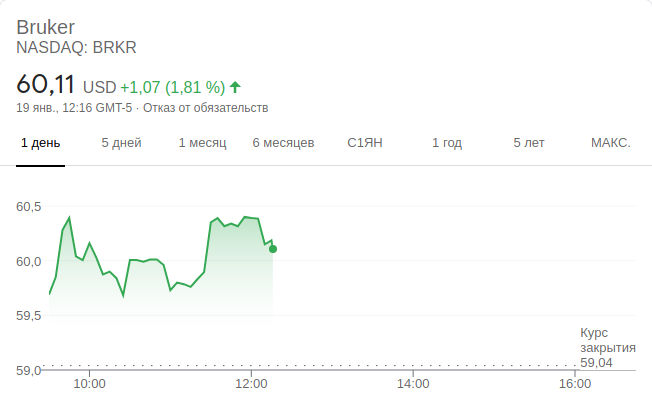 Bruker
NASDAQ: BRKR
60,11 USD +1,07 (1,81 %)
19 янв., 12:16 GMT-5 · Отказ от обязательств
1 день 5 дней 1 месяц 6 месяцев С1ЯН 1 год 5 лет МАКС.
60,5
60,0
59,5
Курс
закрытия
59,04
59,0
10:00 12:00 14:00 16:00